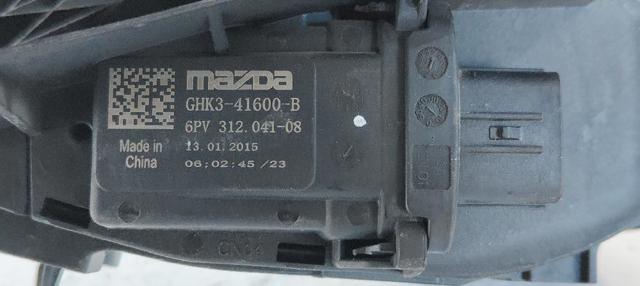 mazda
GHK3-41600-B
6PV 312.041-08
Made in
China
13.01.2015
06;02:45 /23